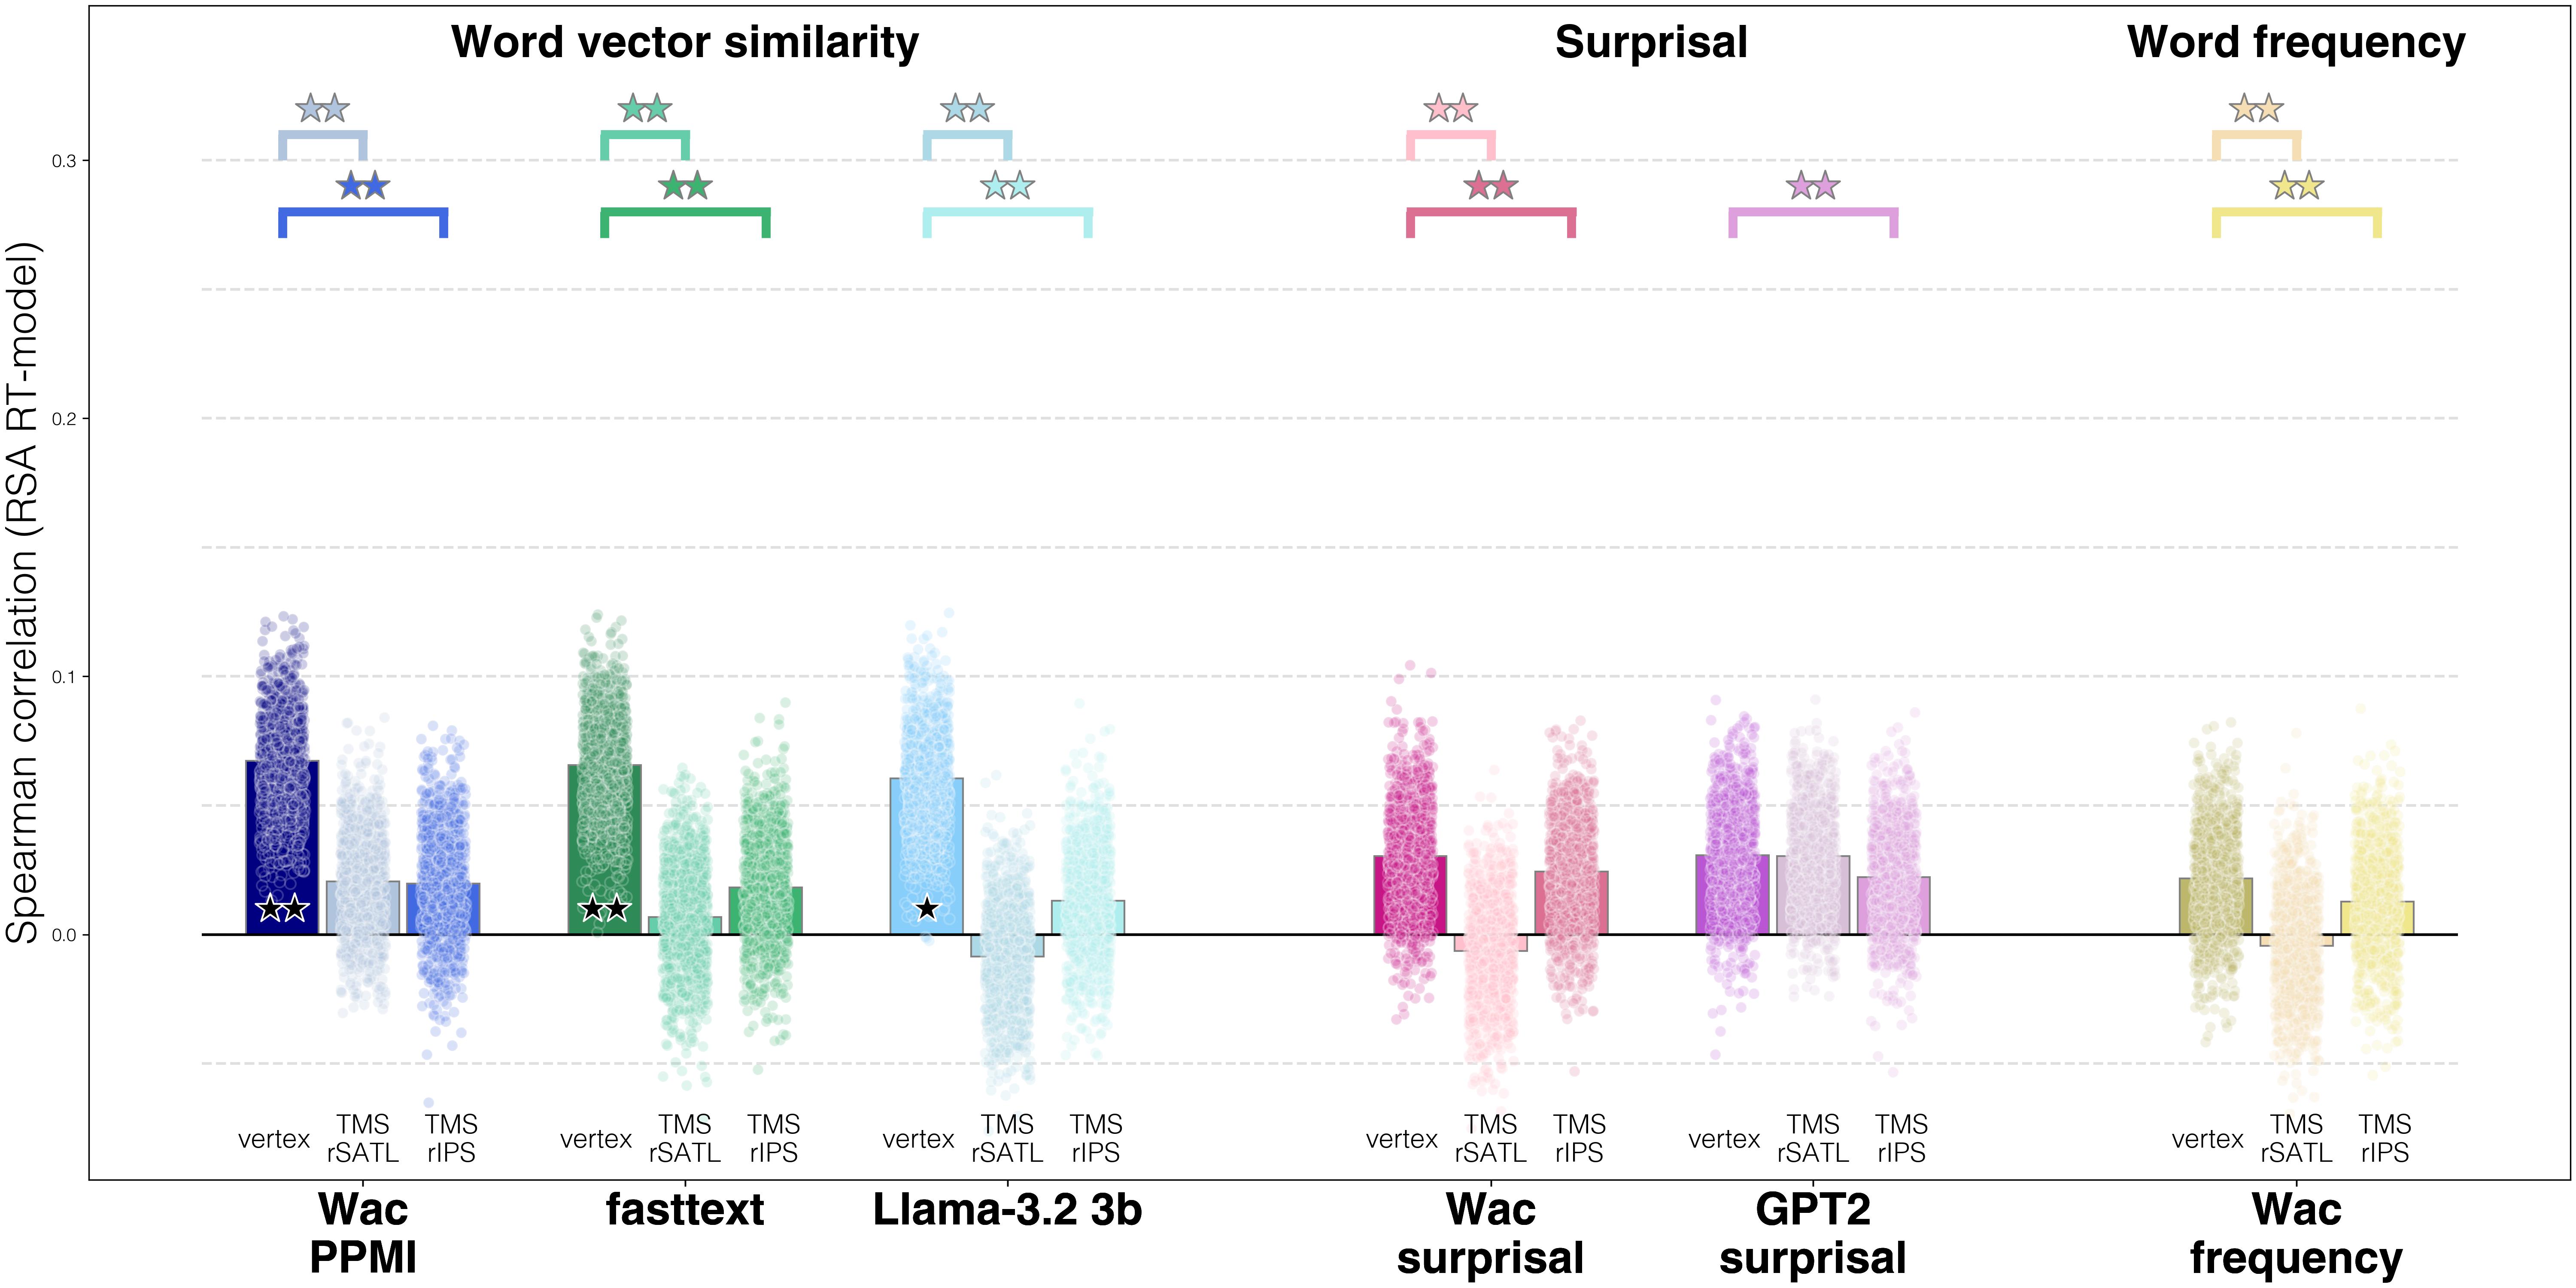 Word vector similarity
Surprisal
Word frequency
Spearman correlation (RSA RT-model)
0.3
0.2
0.1
0.0
vertex
TMS
rSATL
TMS
rIPS
vertex
TMS
rSATL
TMS
rIPS
vertex
TMS
rSATL
TMS
rIPS
vertex
TMS
rSATL
TMS
rIPS
vertex
TMS
rSATL
TMS
rIPS
vertex
TMS
rSATL
TMS
rIPS
Wac
PPMI
fasttext
Llama-3.2 3b
Wac
surprisal
GPT2
surprisal
Wac
frequency